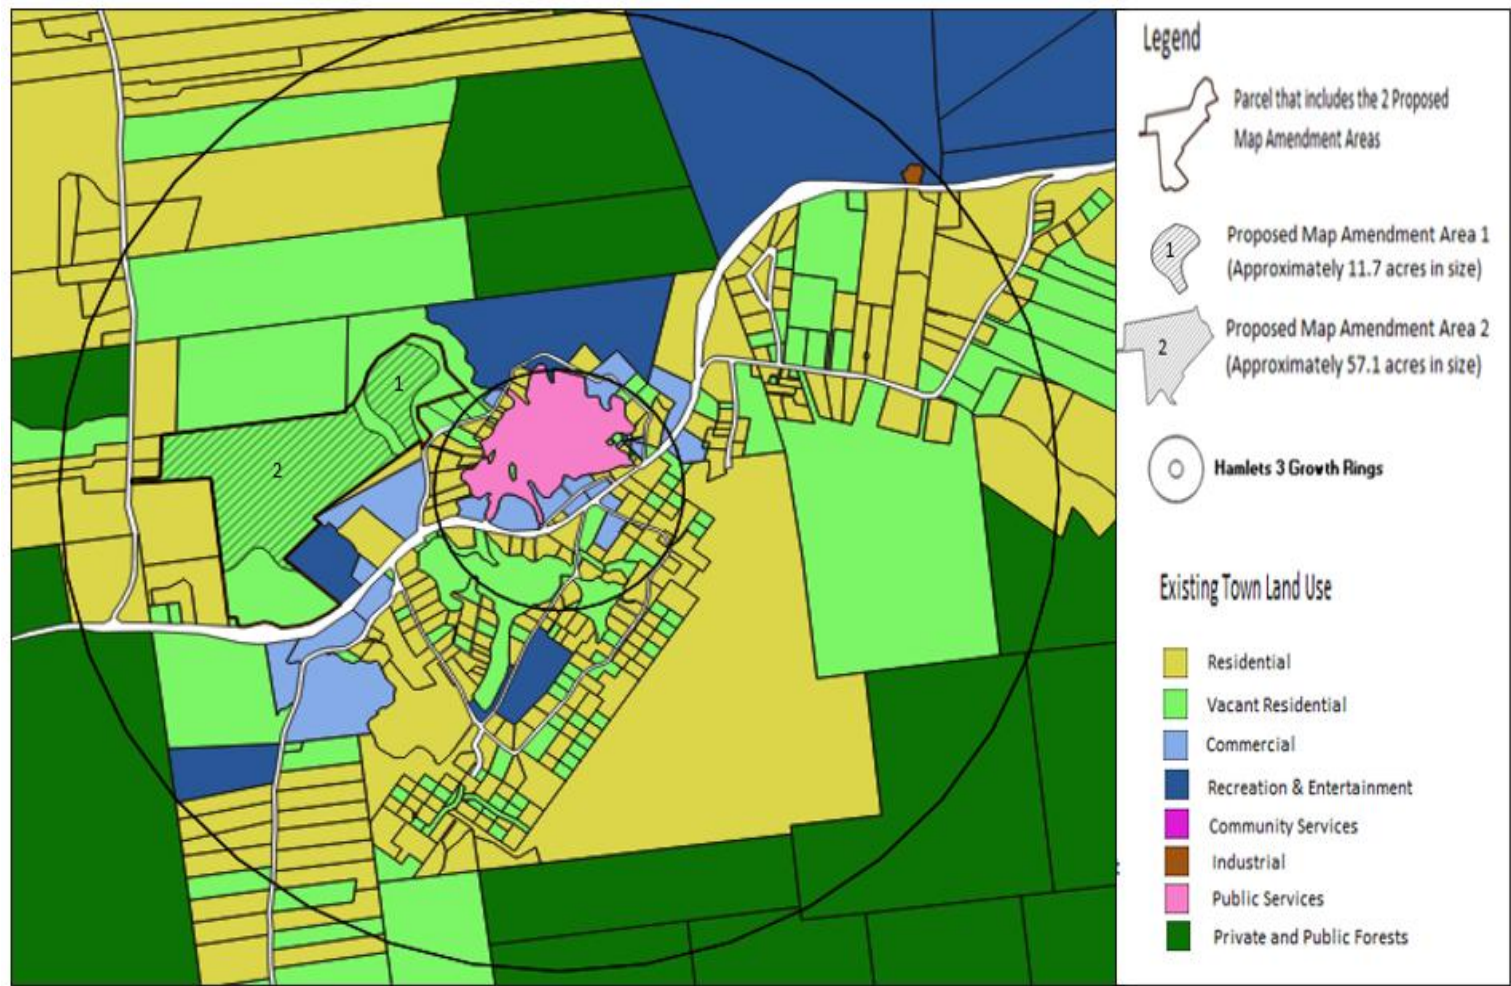 Legend
Parcel that includes the 2 Proposed
Map Amendment Areas
1
Proposed Map Amendment Area 1
(Approximately 11.7 acres in size)
2
Proposed Map Amendment Area 2
(Approximately 57.1 acres in size)
Hamlets 3 Growth Rings
Existing Town Land Use
Residential
Vacant Residential
Commercial
Recreation & Entertainment
Community Services
Industrial
Public Services
Private and Public Forests
1
2